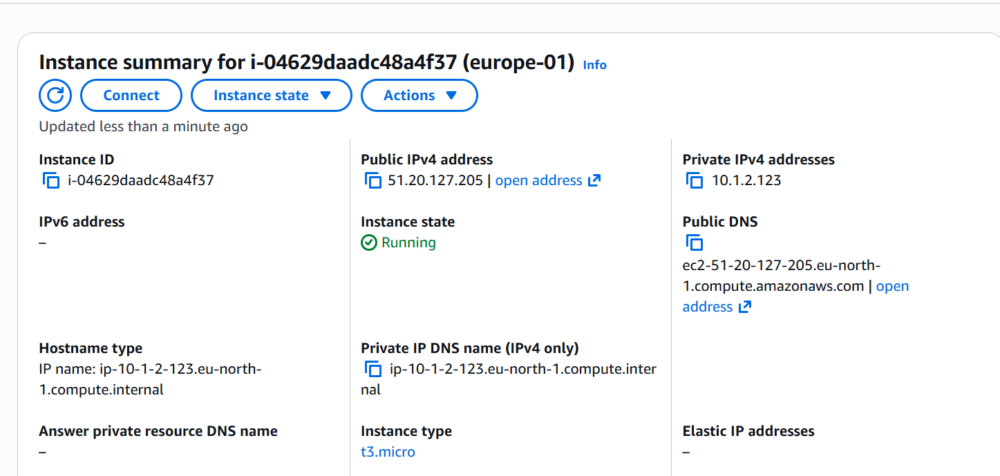 Instance summary for i-04629daadc48a4f37 (europe-01) Info
Connect Instance state Actions
Updated less than a minute ago
Instance ID
i-04629daadc48a4f37
Public IPv4 address
51.20.127.205 | open address
Private IPv4 addresses
10.1.2.123
IPv6 address
–
Instance state
Running
Public DNS
ec2-51-20-127-205.eu-north-
1.compute.amazonaws.com | open
address
Hostname type
IP name: ip-10-1-2-123.eu-north-
1.compute.internal
Private IP DNS name (IPv4 only)
ip-10-1-2-123.eu-north-1.compute.inter
nal
Answer private resource DNS name
–
Instance type
t3.micro
Elastic IP addresses
–